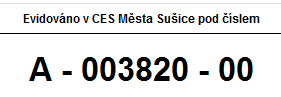 Evidováno v CES Města Sušice pod číslem
A - 003820 - 00